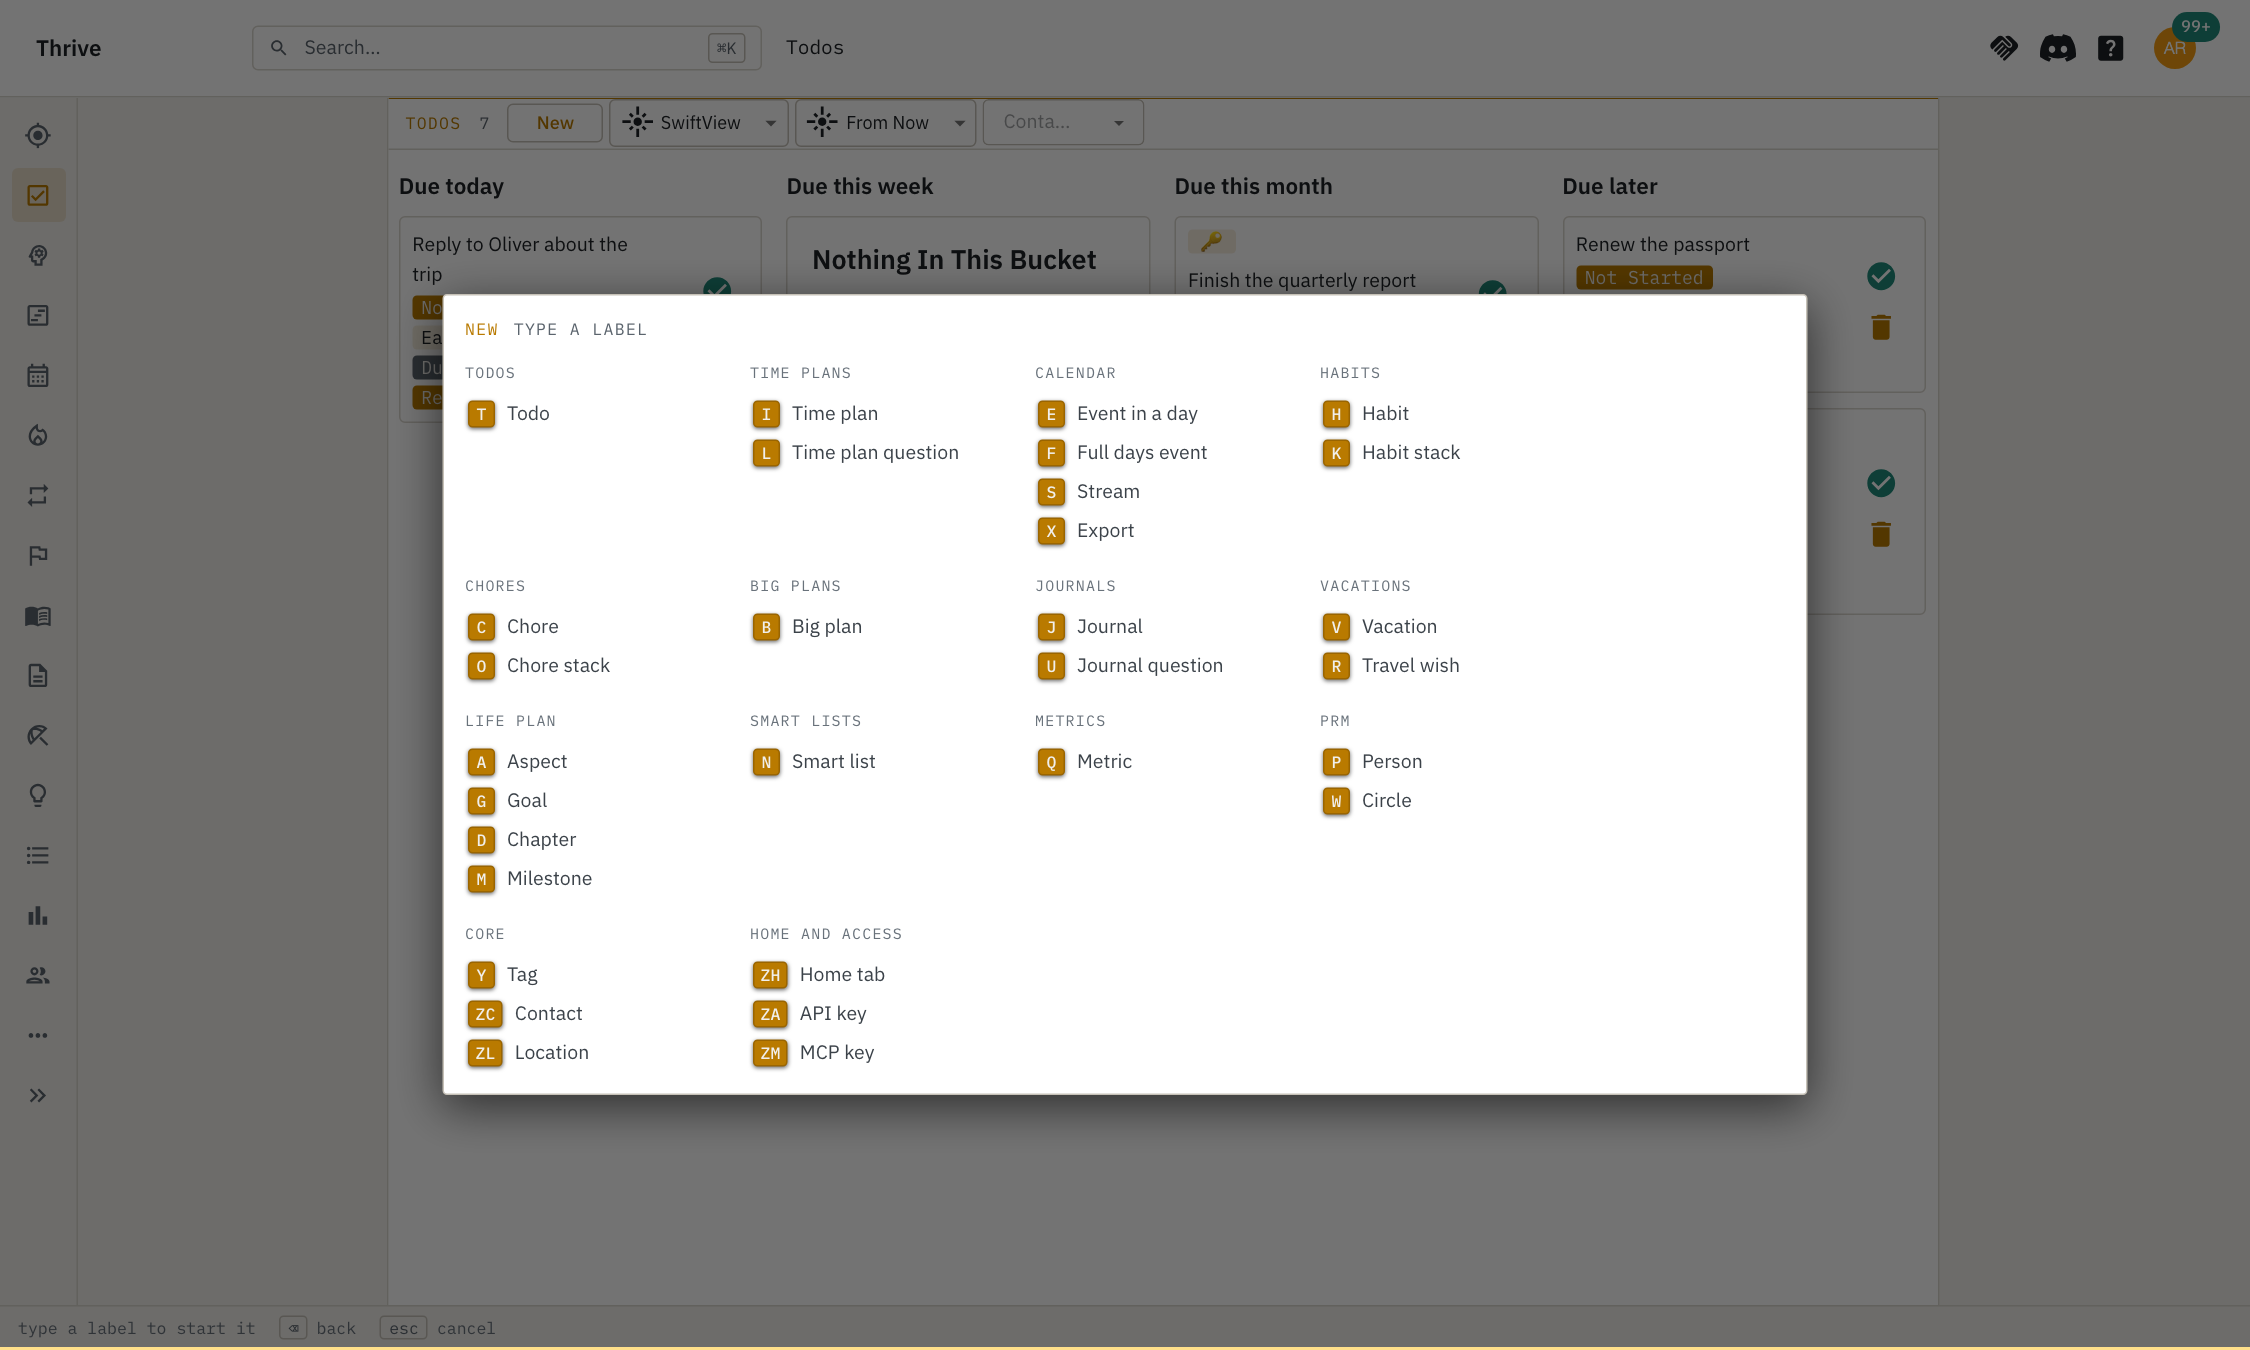 Thrive
Search...
⌘K
Todos
99+
AR
TODOS 7
New
SwiftView
From Now
Conta...
Due today
Due this week
Due this month
Due later
Reply to Oliver about the
trip
Nothing In This Bucket
Finish the quarterly report
Renew the passport
Not Started
No
Ea
Du
Re
NEW TYPE A LABEL
TODOS
T Todo
TIME PLANS
I Time plan
L Time plan question
CALENDAR
E Event in a day
F Full days event
S Stream
X Export
HABITS
H Habit
K Habit stack
CHORES
C Chore
O Chore stack
BIG PLANS
B Big plan
JOURNALS
J Journal
U Journal question
VACATIONS
V Vacation
R Travel wish
LIFE PLAN
A Aspect
G Goal
D Chapter
M Milestone
SMART LISTS
N Smart list
METRICS
Q Metric
PRM
P Person
W Circle
CORE
Y Tag
ZC Contact
ZL Location
HOME AND ACCESS
ZH Home tab
ZA API key
ZM MCP key
type a label to start it ⌫ back esc cancel